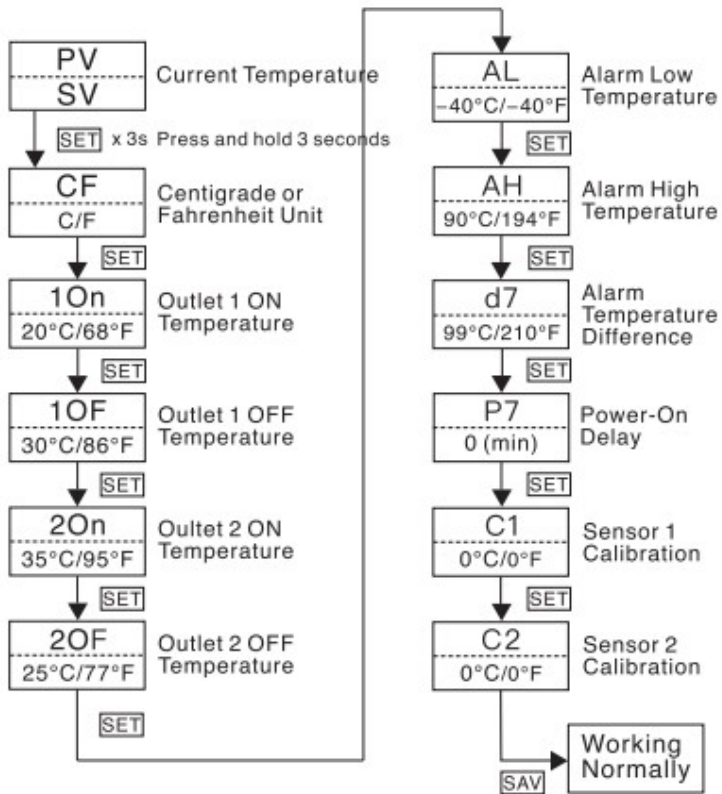 PV
SV
Current Temperature
SET x 3s Press and hold 3 seconds
CF
C/F
Centigrade or
Fahrenheit Unit
SET
1On
20°C/68°F
Outlet 1 ON
Temperature
SET
1OF
30°C/86°F
Outlet 1 OFF
Temperature
SET
2On
35°C/95°F
Oultet 2 ON
Temperature
SET
2OF
25°C/77°F
Outlet 2 OFF
Temperature
SET
AL
−40°C/−40°F
Alarm Low
Temperature
SET
AH
90°C/194°F
Alarm High
Temperature
SET
d7
99°C/210°F
Alarm
Temperature
Difference
SET
P7
0 (min)
Power-On
Delay
SET
C1
0°C/0°F
Sensor 1
Calibration
SET
C2
0°C/0°F
Sensor 2
Calibration
SAV
Working
Normally